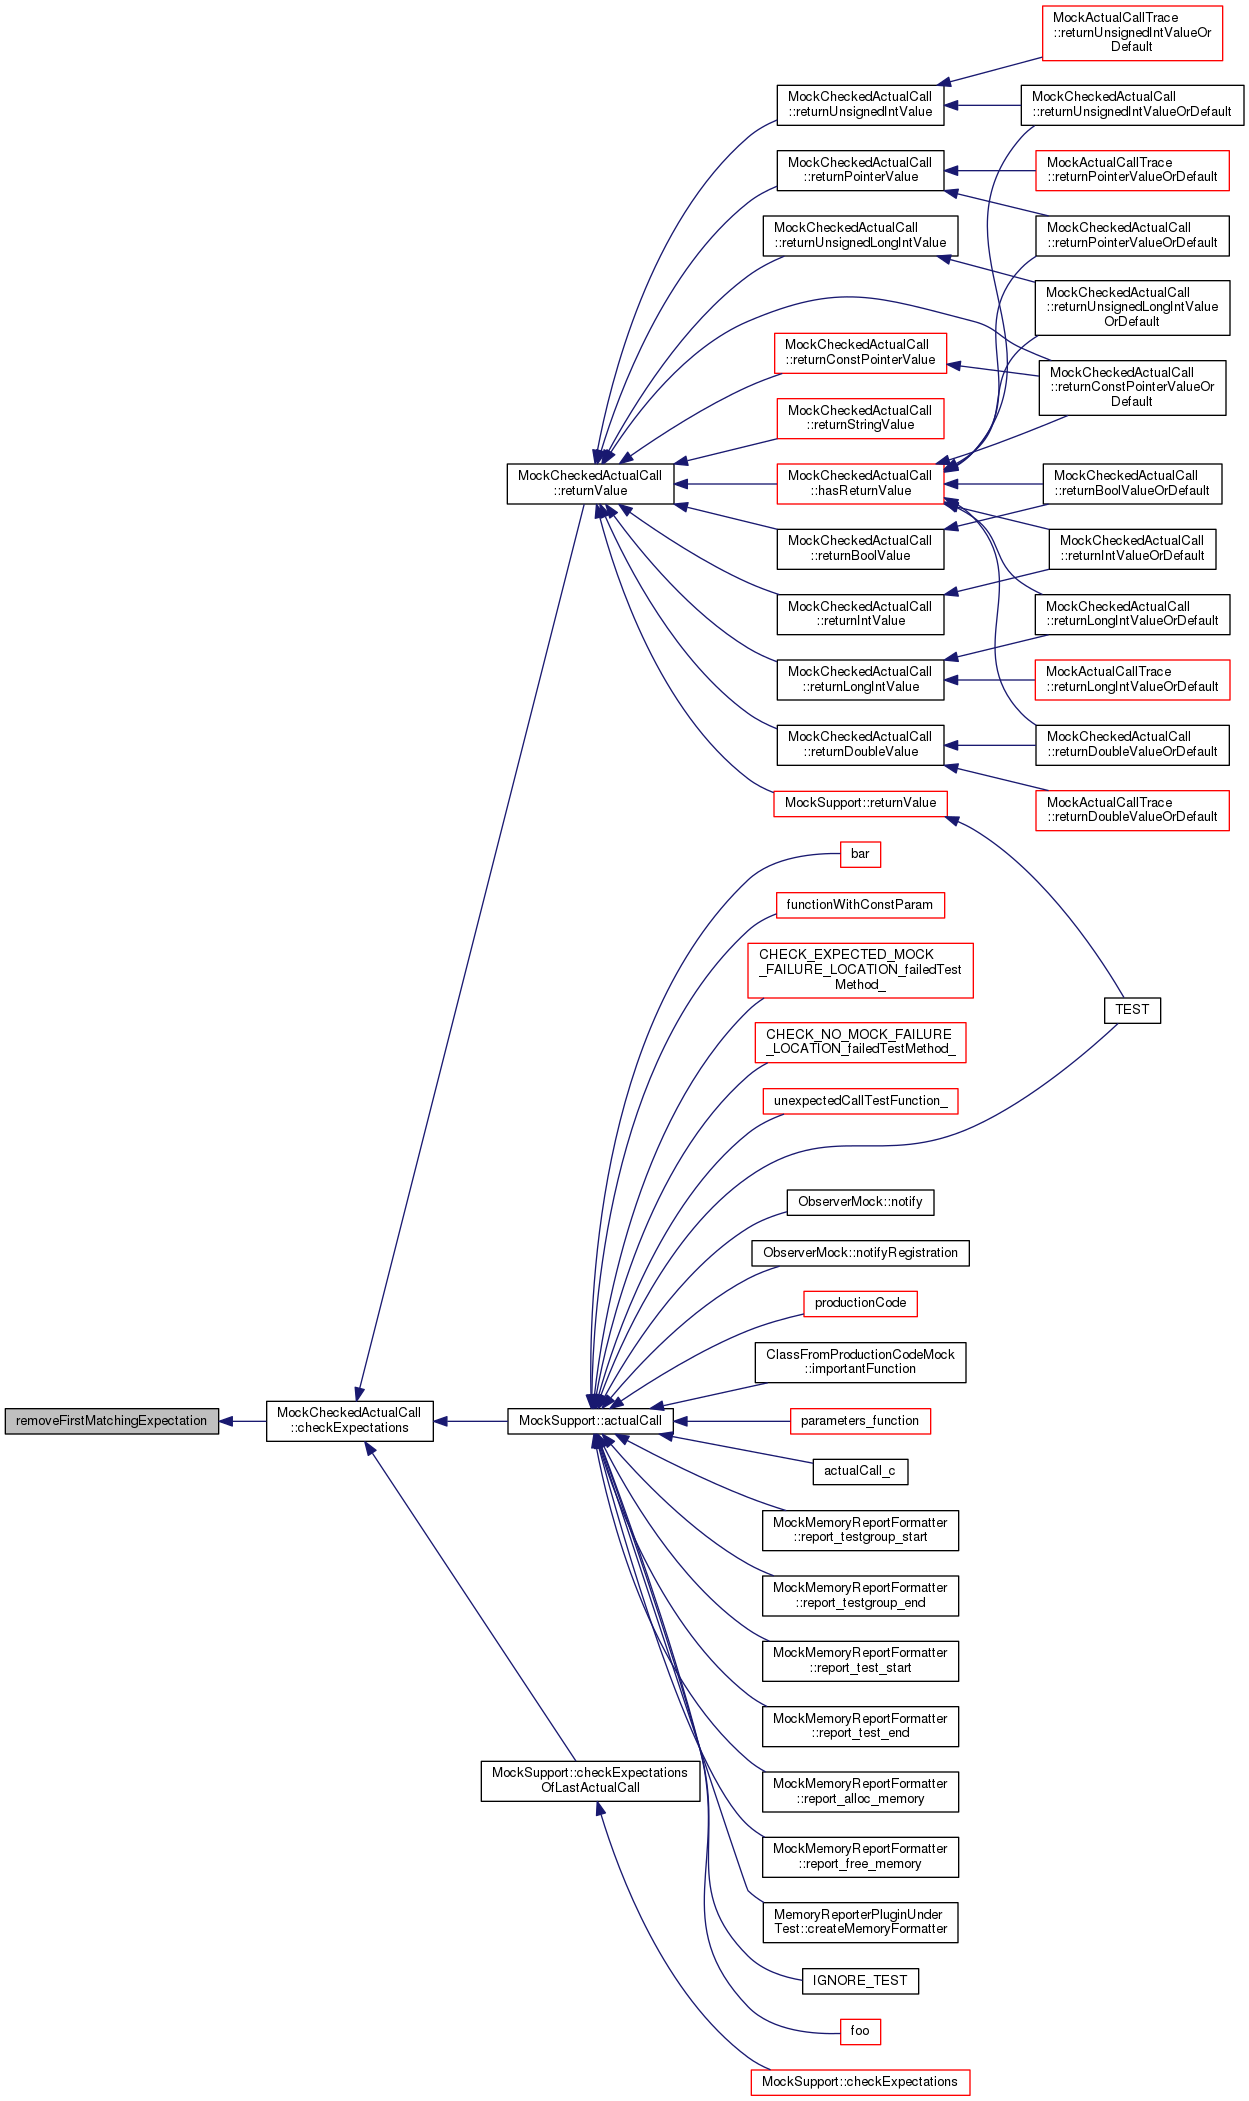 MockActualCallTrace
::returnUnsignedIntValueOr
Default
MockCheckedActualCall
::returnUnsignedIntValue
MockCheckedActualCall
::returnUnsignedIntValueOrDefault
MockCheckedActualCall
::returnPointerValue
MockActualCallTrace
::returnPointerValueOrDefault
MockCheckedActualCall
::returnUnsignedLongIntValue
MockCheckedActualCall
::returnPointerValueOrDefault
MockCheckedActualCall
::returnUnsignedLongIntValue
OrDefault
MockCheckedActualCall
::returnConstPointerValue
MockCheckedActualCall
::returnConstPointerValueOr
Default
MockCheckedActualCall
::returnStringValue
MockCheckedActualCall
::returnValue
MockCheckedActualCall
::hasReturnValue
MockCheckedActualCall
::returnBoolValueOrDefault
MockCheckedActualCall
::returnBoolValue
MockCheckedActualCall
::returnIntValueOrDefault
MockCheckedActualCall
::returnIntValue
MockCheckedActualCall
::returnLongIntValueOrDefault
MockCheckedActualCall
::returnLongIntValue
MockActualCallTrace
::returnLongIntValueOrDefault
MockCheckedActualCall
::returnDoubleValue
MockCheckedActualCall
::returnDoubleValueOrDefault
MockSupport::returnValue
MockActualCallTrace
::returnDoubleValueOrDefault
bar
functionWithConstParam
CHECK_EXPECTED_MOCK
_FAILURE_LOCATION_failedTest
Method_
TEST
CHECK_NO_MOCK_FAILURE
_LOCATION_failedTestMethod_
unexpectedCallTestFunction_
ObserverMock::notify
ObserverMock::notifyRegistration
productionCode
ClassFromProductionCodeMock
::importantFunction
removeFirstMatchingExpectation
MockCheckedActualCall
::checkExpectations
MockSupport::actualCall
parameters_function
actualCall_c
MockMemoryReportFormatter
::report_testgroup_start
MockMemoryReportFormatter
::report_testgroup_end
MockMemoryReportFormatter
::report_test_start
MockMemoryReportFormatter
::report_test_end
MockSupport::checkExpectations
OfLastActualCall
MockMemoryReportFormatter
::report_alloc_memory
MockMemoryReportFormatter
::report_free_memory
MemoryReporterPluginUnder
Test::createMemoryFormatter
IGNORE_TEST
foo
MockSupport::checkExpectations